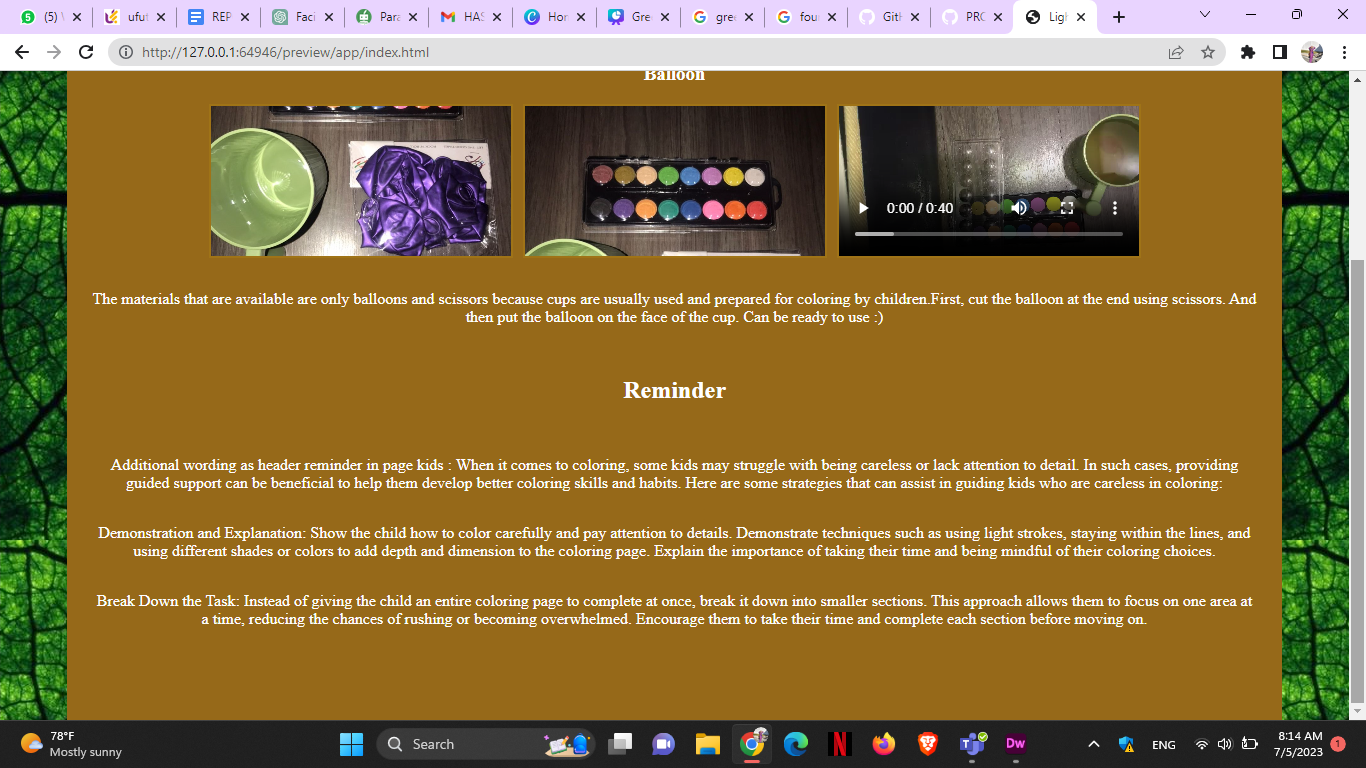 (5) W
ufut
REP
Faci
Para
HAS
Hor
Gre
gree
four
Gith
PRO
Ligh
http://127.0.0.1:64946/preview/app/index.html
Balloon
0:00 / 0:40
The materials that are available are only balloons and scissors because cups are usually used and prepared for coloring by children.First, cut the balloon at the end using scissors. And
then put the balloon on the face of the cup. Can be ready to use :)
Reminder
Additional wording as header reminder in page kids : When it comes to coloring, some kids may struggle with being careless or lack attention to detail. In such cases, providing
guided support can be beneficial to help them develop better coloring skills and habits. Here are some strategies that can assist in guiding kids who are careless in coloring:
Demonstration and Explanation: Show the child how to color carefully and pay attention to details. Demonstrate techniques such as using light strokes, staying within the lines, and
using different shades or colors to add depth and dimension to the coloring page. Explain the importance of taking their time and being mindful of their coloring choices.
Break Down the Task: Instead of giving the child an entire coloring page to complete at once, break it down into smaller sections. This approach allows them to focus on one area at
a time, reducing the chances of rushing or becoming overwhelmed. Encourage them to take their time and complete each section before moving on.
78°F
Mostly sunny
Search
Dw
ENG
8:14 AM
7/5/2023
1